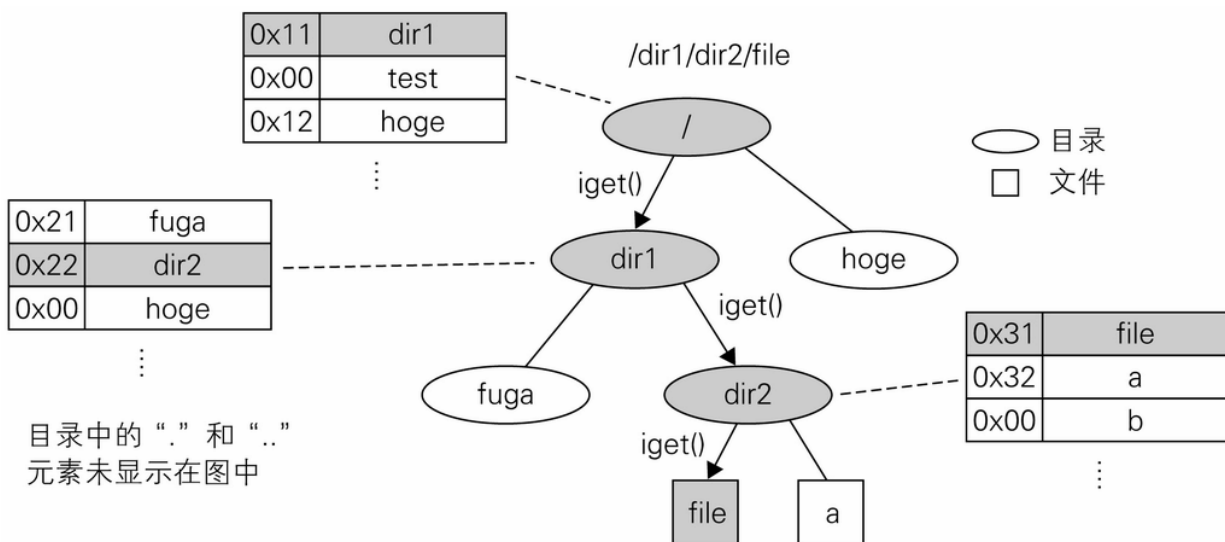 0x11 dir1
0x00 test
0x12 hoge
/dir1/dir2/file
/
目录
文件
iget()
0x21 fuga
0x22 dir2
0x00 hoge
dir1
hoge
iget()
0x31 file
0x32 a
0x00 b
fuga
dir2
目录中的“.”和“..”
元素未显示在图中
iget()
file
a